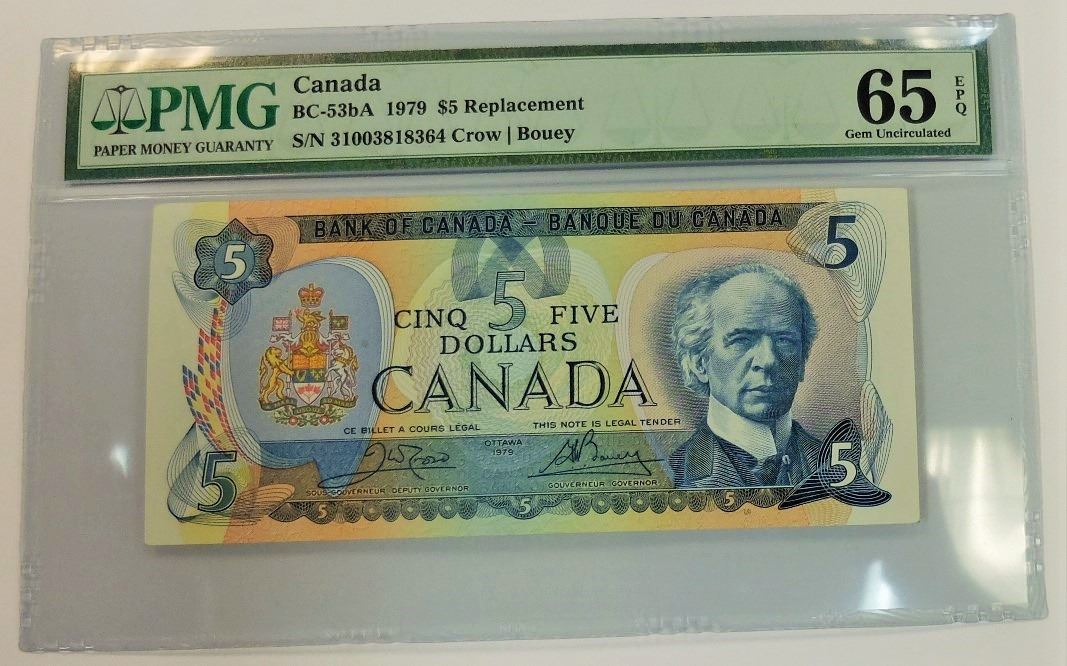 PMG
PAPER MONEY GUARANTY
Canada
BC-53bA 1979 $5 Replacement
S/N 31003818364 Crow | Bouey
65
EPQ
Gem Uncirculated
BANK OF CANADA – BANQUE DU CANADA
5
5
CINQ 5 FIVE
DOLLARS
CANADA
CE BILLET A COURS LÉGAL
THIS NOTE IS LEGAL TENDER
OTTAWA
1979
5
5
SOUS-GOUVERNEUR DEPUTY GOVERNOR
GOUVERNEUR GOVERNOR
5
5
5